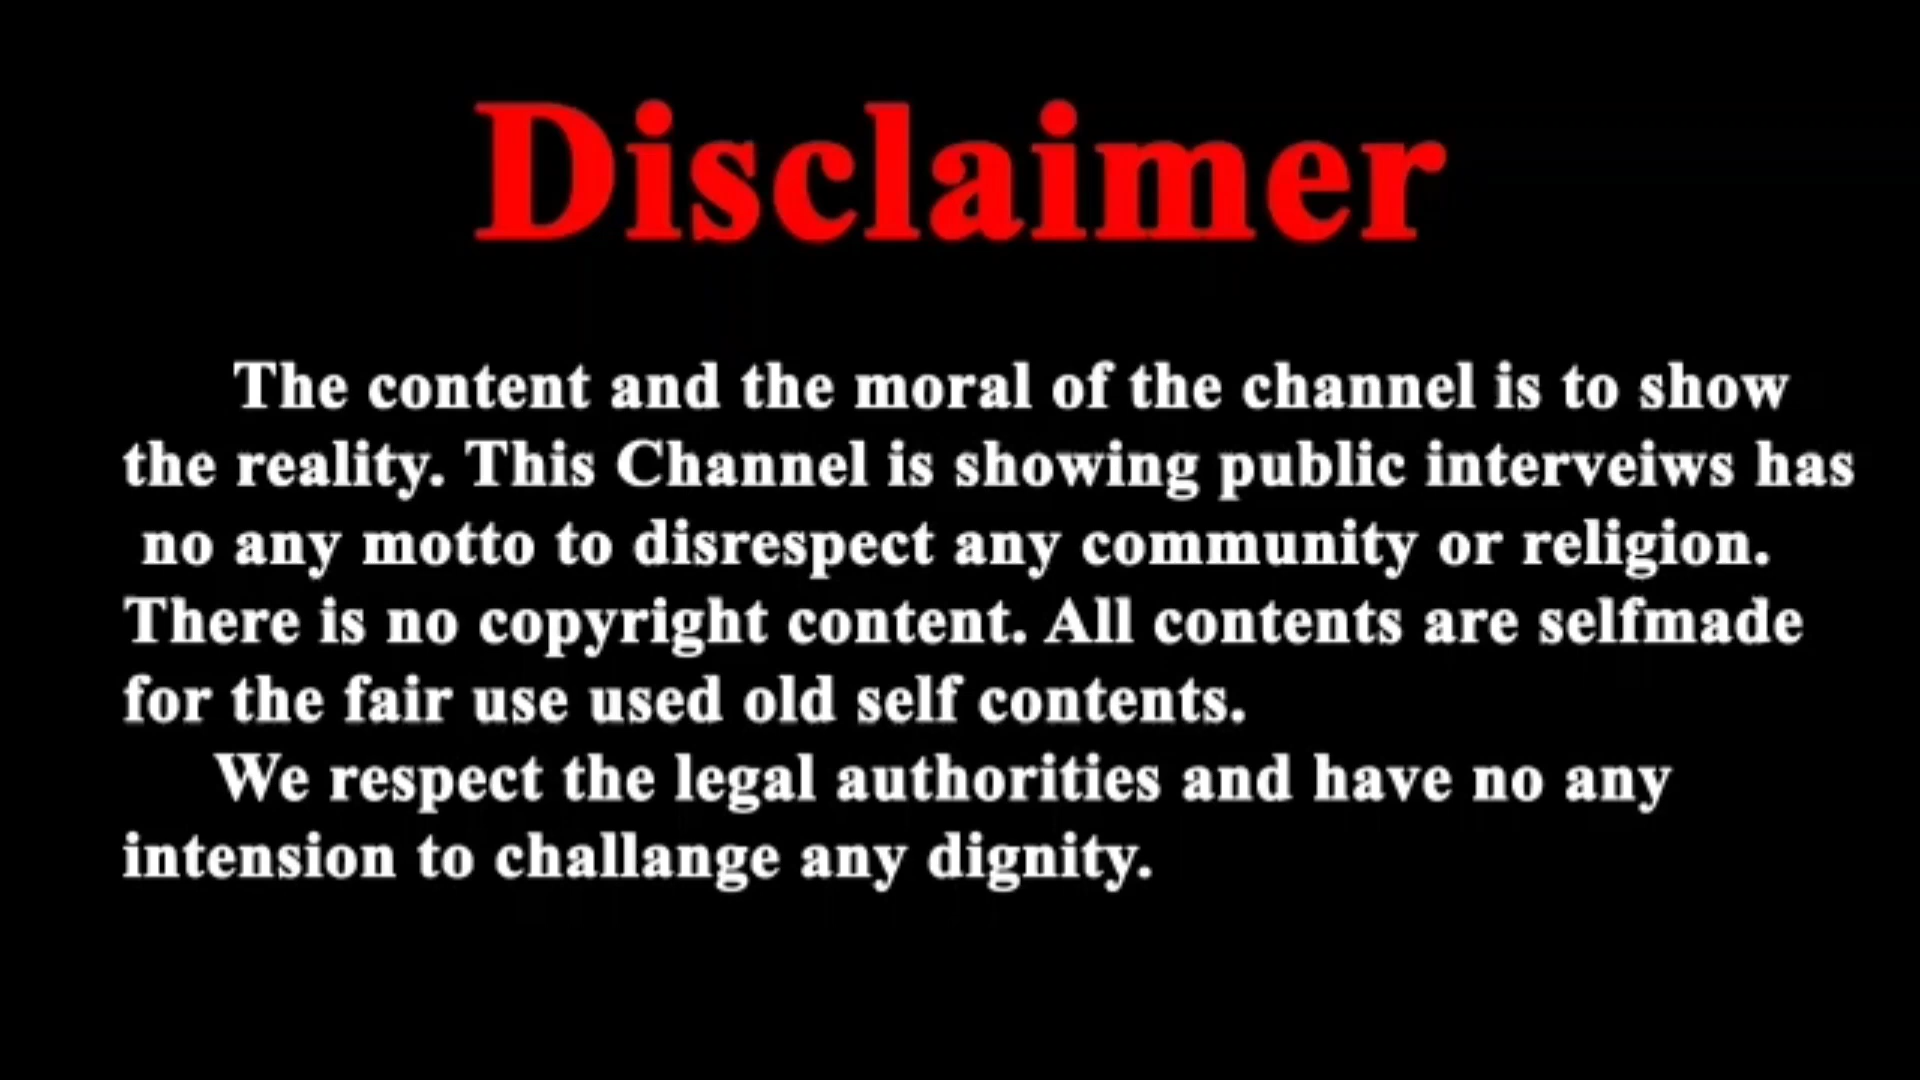 Disclaimer
The content and the moral of the channel is to show
the reality. This Channel is showing public interveiws has
no any motto to disrespect any community or religion.
There is no copyright content. All contents are selfmade
for the fair use used old self contents.
We respect the legal authorities and have no any
intension to challange any dignity.